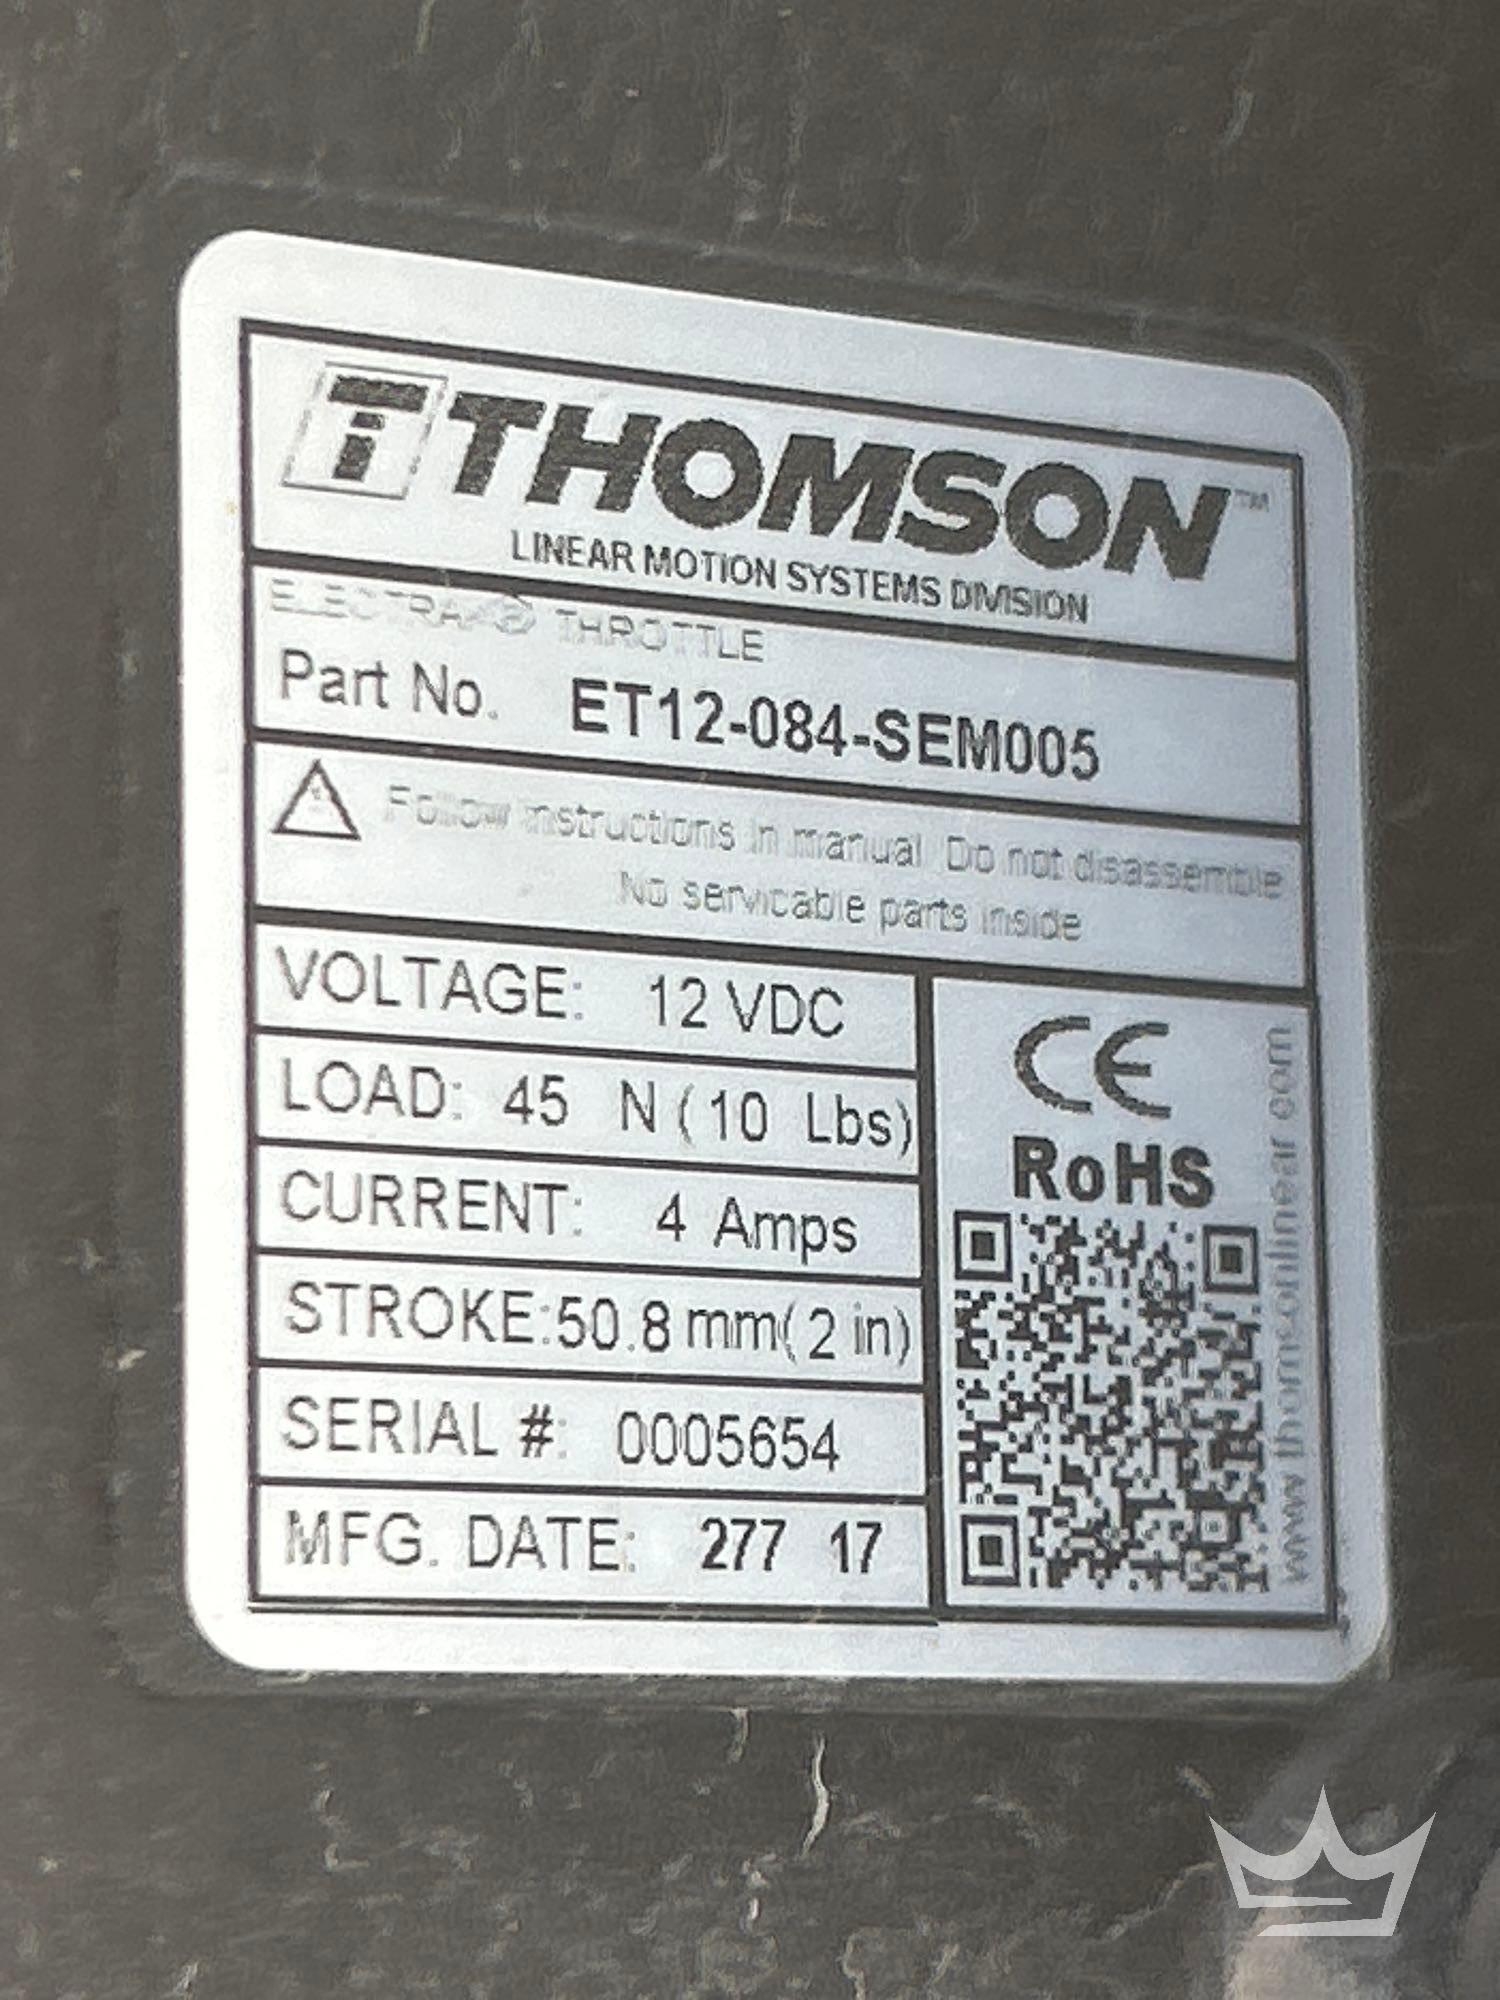 THOMSON™
LINEAR MOTION SYSTEMS DIVISION
ELECTRAK® THROTTLE
Part No. ET12-084-SEM005
Follow instructions in manual. Do not disassemble
No servicable parts inside
VOLTAGE: 12 VDC
LOAD: 45 N (10 Lbs)
CURRENT: 4 Amps
STROKE: 50.8 mm (2 in)
SERIAL #: 0005654
MFG. DATE: 277 17
CE
RoHS
www.thomsonlinear.com